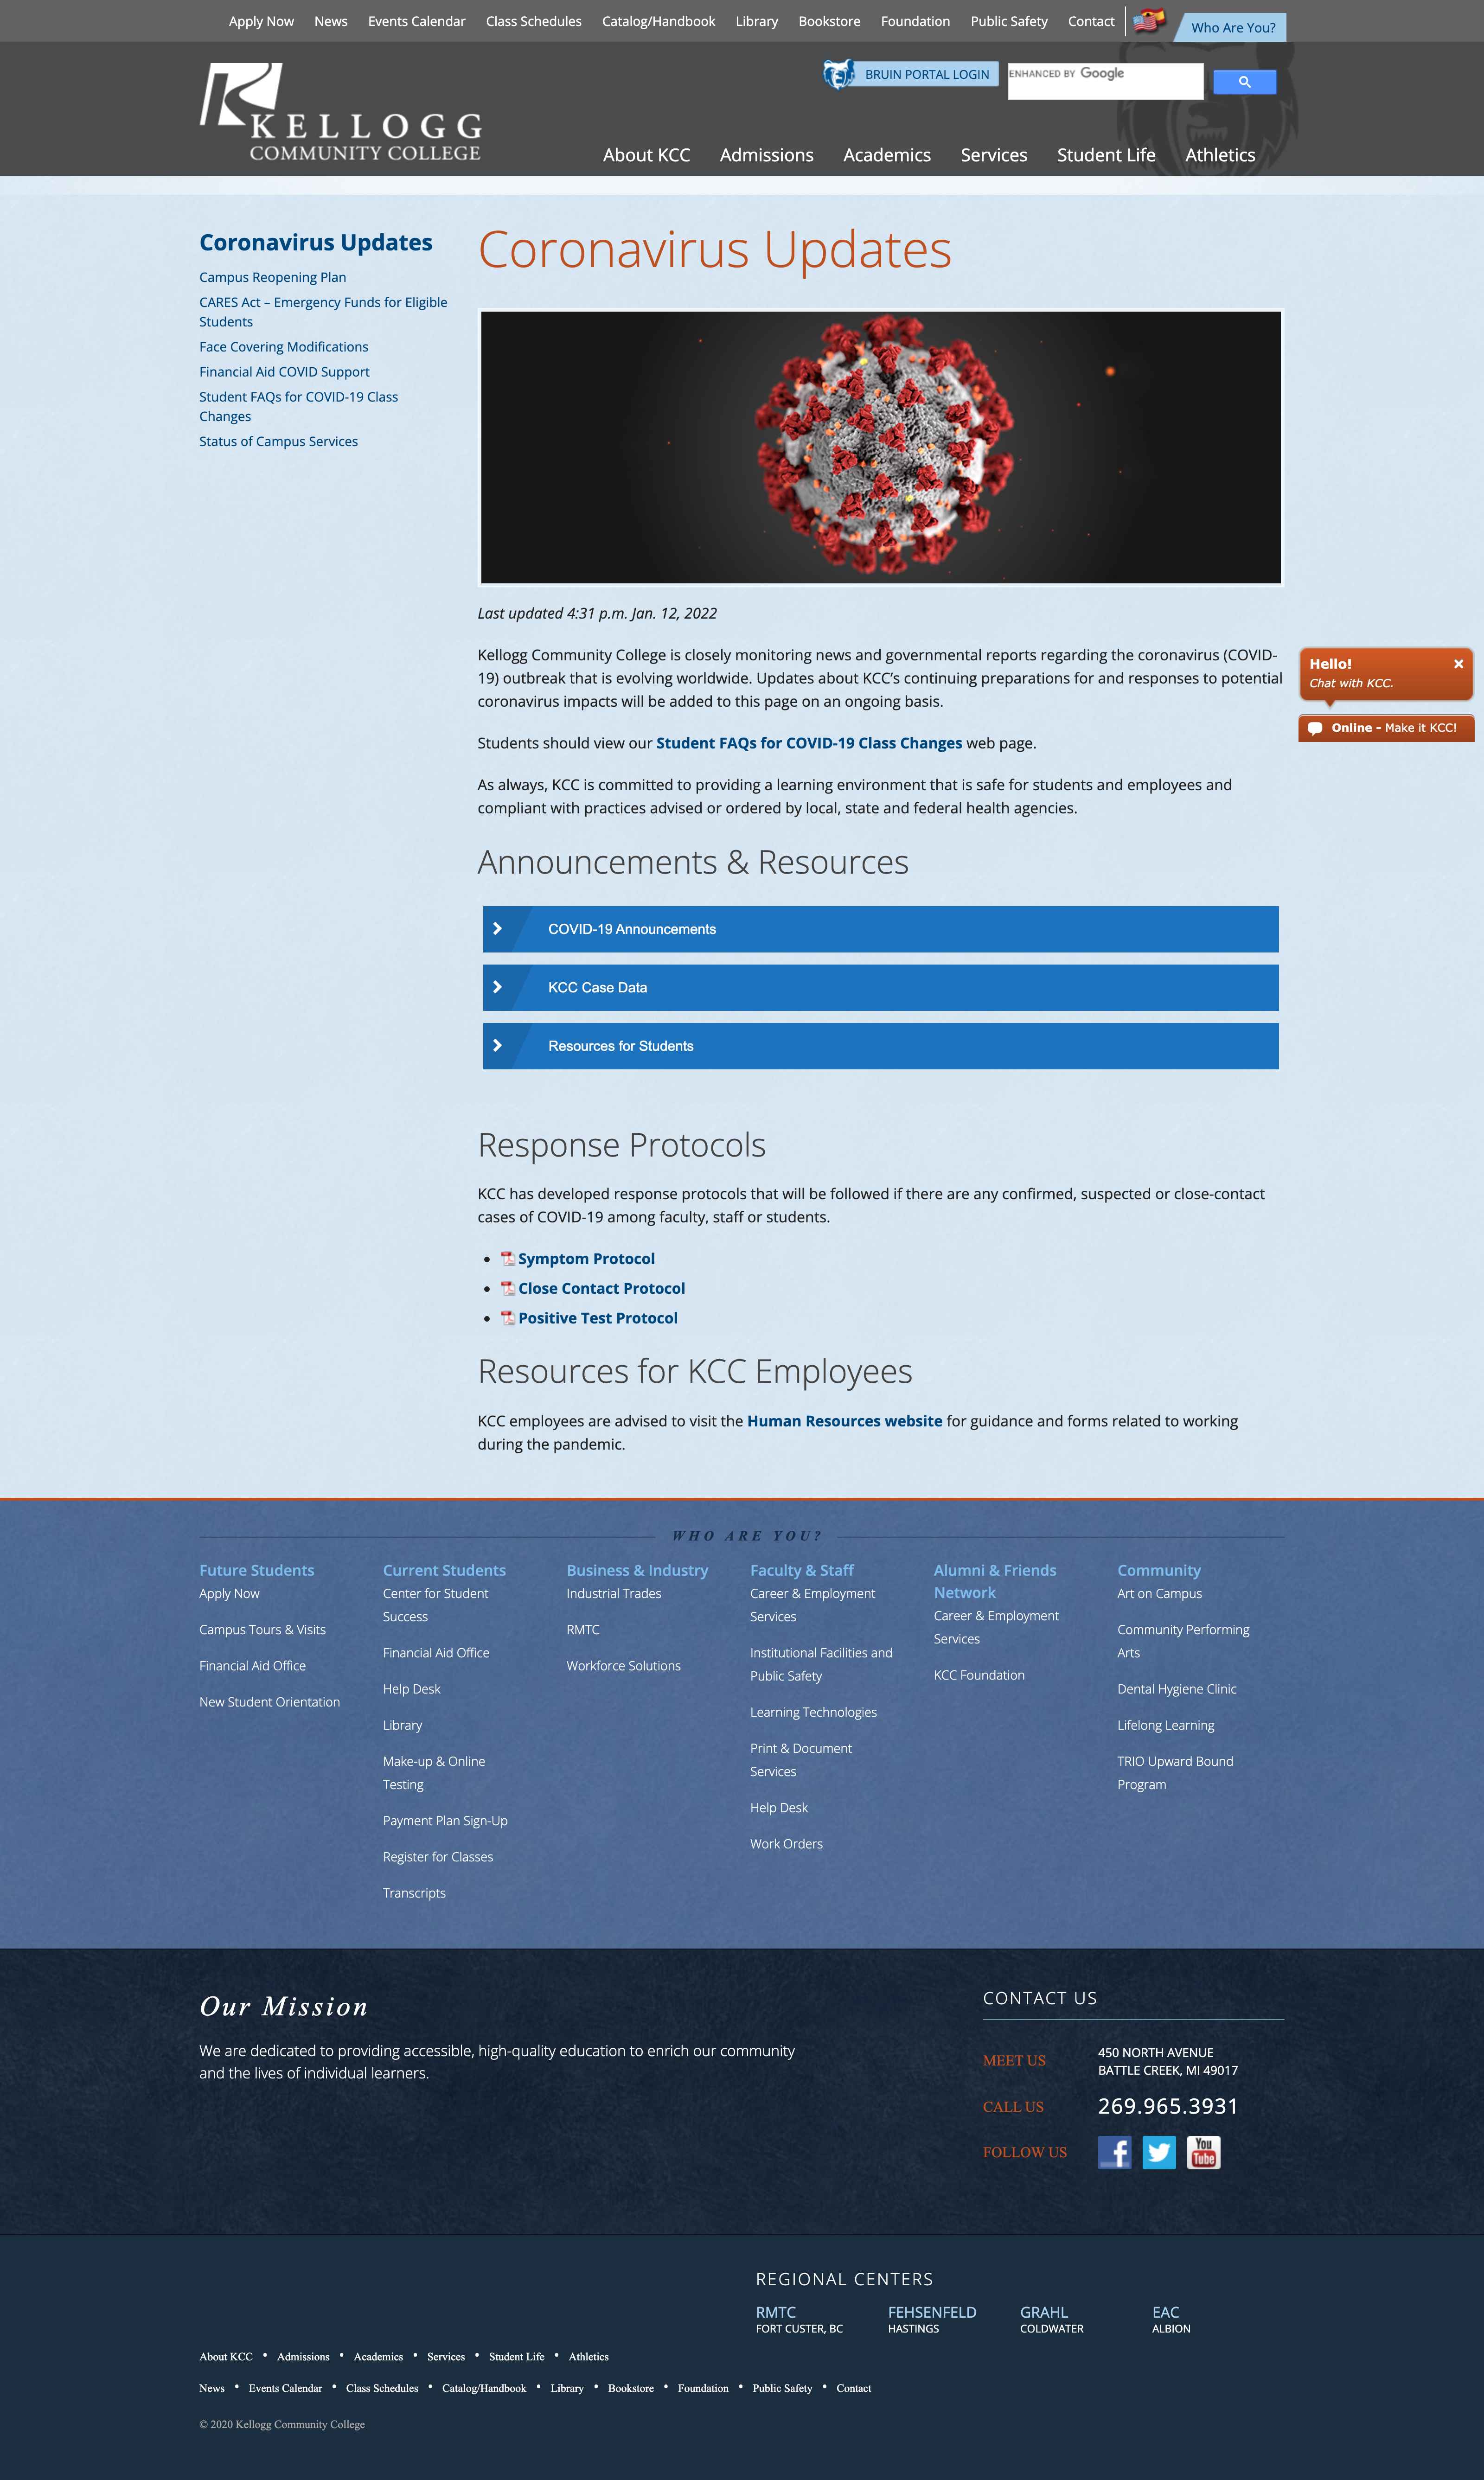 Apply Now News Events Calendar Class Schedules Catalog/Handbook Library Bookstore Foundation Public Safety Contact Who Are You?
BRUIN PORTAL LOGIN ENHANCED BY Google
KELLOGG
COMMUNITY COLLEGE
About KCC Admissions Academics Services Student Life Athletics
Coronavirus Updates
Campus Reopening Plan
CARES Act – Emergency Funds for Eligible
Students
Face Covering Modifications
Financial Aid COVID Support
Student FAQs for COVID-19 Class
Changes
Status of Campus Services
Coronavirus Updates
Last updated 4:31 p.m. Jan. 12, 2022
Kellogg Community College is closely monitoring news and governmental reports regarding the coronavirus (COVID-
19) outbreak that is evolving worldwide. Updates about KCC’s continuing preparations for and responses to potential
coronavirus impacts will be added to this page on an ongoing basis.
Students should view our Student FAQs for COVID-19 Class Changes web page.
As always, KCC is committed to providing a learning environment that is safe for students and employees and
compliant with practices advised or ordered by local, state and federal health agencies.
Hello!
Chat with KCC.
Online - Make it KCC!
Announcements & Resources
COVID-19 Announcements
KCC Case Data
Resources for Students
Response Protocols
KCC has developed response protocols that will be followed if there are any confirmed, suspected or close-contact
cases of COVID-19 among faculty, staff or students.
Symptom Protocol
Close Contact Protocol
Positive Test Protocol
Resources for KCC Employees
KCC employees are advised to visit the Human Resources website for guidance and forms related to working
during the pandemic.
WHO ARE YOU?
Future Students
Apply Now
Campus Tours & Visits
Financial Aid Office
New Student Orientation
Current Students
Center for Student
Success
Financial Aid Office
Help Desk
Library
Make-up & Online
Testing
Payment Plan Sign-Up
Register for Classes
Transcripts
Business & Industry
Industrial Trades
RMTC
Workforce Solutions
Faculty & Staff
Career & Employment
Services
Institutional Facilities and
Public Safety
Learning Technologies
Print & Document
Services
Help Desk
Work Orders
Alumni & Friends
Network
Career & Employment
Services
KCC Foundation
Community
Art on Campus
Community Performing
Arts
Dental Hygiene Clinic
Lifelong Learning
TRIO Upward Bound
Program
Our Mission
We are dedicated to providing accessible, high-quality education to enrich our community
and the lives of individual learners.
CONTACT US
MEET US
450 NORTH AVENUE
BATTLE CREEK, MI 49017
CALL US 269.965.3931
FOLLOW US
You
Tube
REGIONAL CENTERS
RMTC
FORT CUSTER, BC
FEHSENFELD
HASTINGS
GRAHL
COLDWATER
EAC
ALBION
About KCC • Admissions • Academics • Services • Student Life • Athletics
News • Events Calendar • Class Schedules • Catalog/Handbook • Library • Bookstore • Foundation • Public Safety • Contact
© 2020 Kellogg Community College